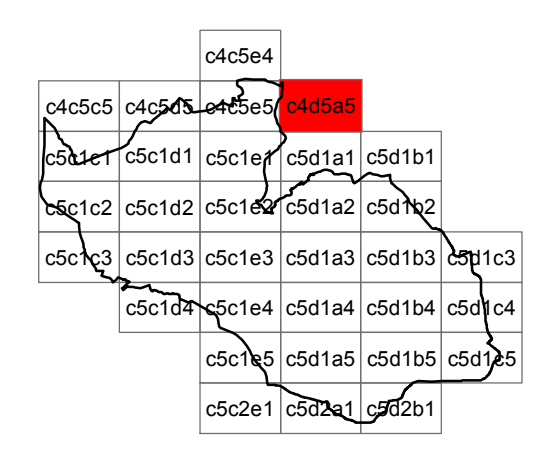 c4c5e4
c4c5c5 c4c5d5 c4c5e5 c4d5a5
c5c1c1 c5c1d1 c5c1e1 c5d1a1 c5d1b1
c5c1c2 c5c1d2 c5c1e2 c5d1a2 c5d1b2
c5c1c3 c5c1d3 c5c1e3 c5d1a3 c5d1b3 c5d1c3
c5c1d4 c5c1e4 c5d1a4 c5d1b4 c5d1c4
c5c1e5 c5d1a5 c5d1b5 c5d1c5
c5c2e1 c5d2a1 c5d2b1